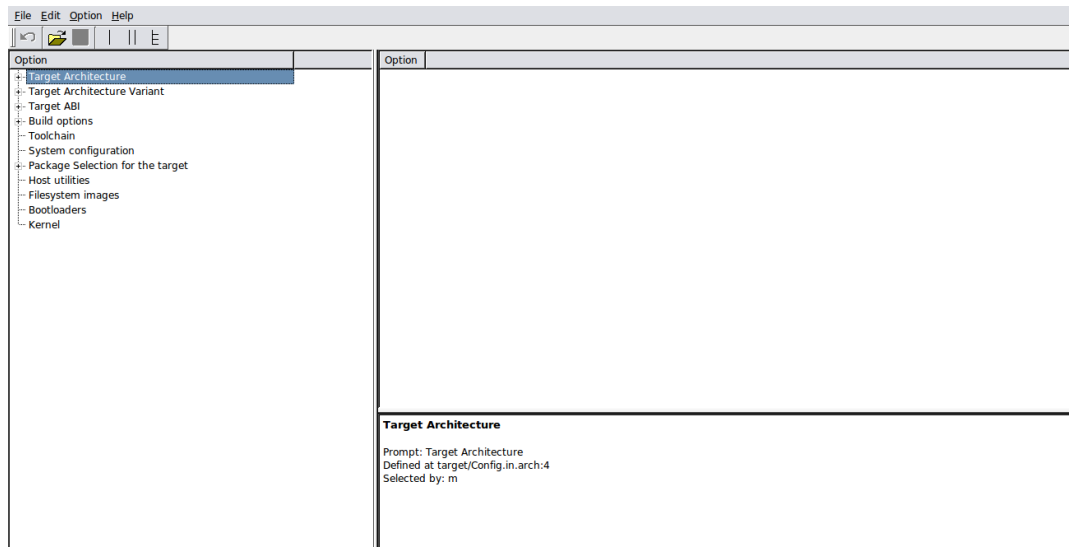 File Edit Option Help
Option
Option
Target Architecture
Target Architecture Variant
Target ABI
Build options
Toolchain
System configuration
Package Selection for the target
Host utilities
Filesystem images
Bootloaders
Kernel
Target Architecture
Prompt: Target Architecture
Defined at target/Config.in.arch:4
Selected by: m